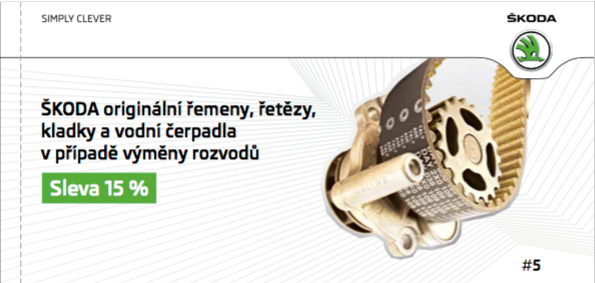 SIMPLY CLEVER
ŠKODA
ŠKODA originální řemeny, řetězy,
kladky a vodní čerpadla
v případě výměny rozvodů
Sleva 15 %
#5